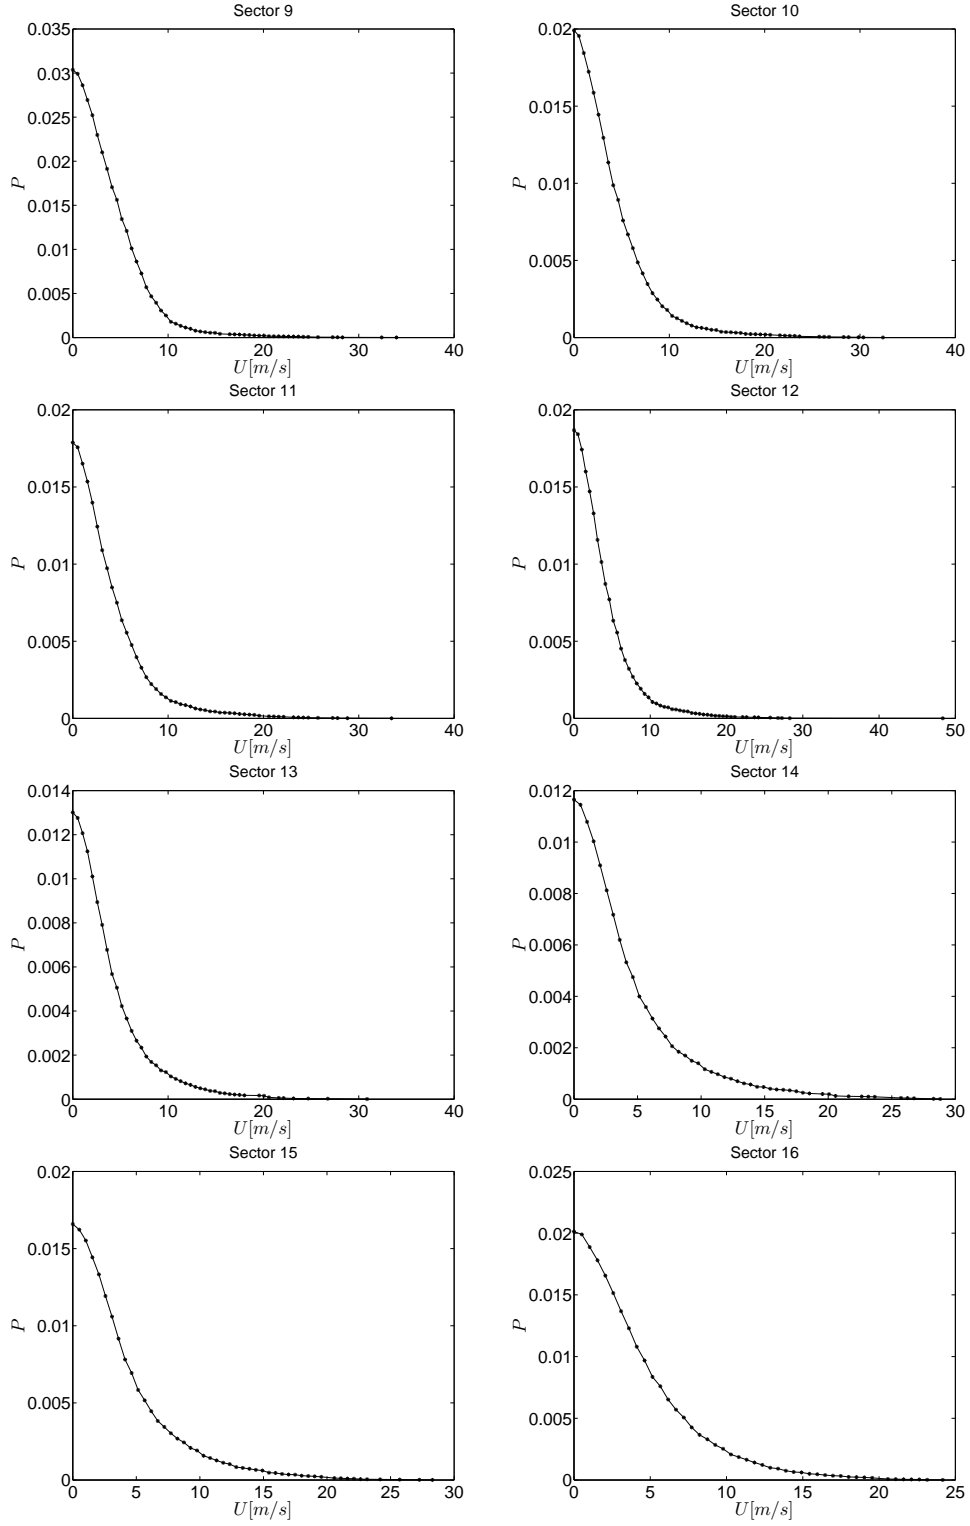 Sector 9
0.035
0.03
0.025
0.02
0.015
0.01
0.005
0
P
0 10 20 30 40
U[m/s]
Sector 10
0.02
0.015
0.01
0.005
0
P
0 10 20 30 40
U[m/s]
Sector 11
0.02
0.015
0.01
0.005
0
P
0 10 20 30 40
U[m/s]
Sector 12
0.02
0.015
0.01
0.005
0
P
0 10 20 30 40 50
U[m/s]
Sector 13
0.014
0.012
0.01
0.008
0.006
0.004
0.002
0
P
0 10 20 30 40
U[m/s]
Sector 14
0.012
0.01
0.008
0.006
0.004
0.002
0
P
0 5 10 15 20 25 30
U[m/s]
Sector 15
0.02
0.015
0.01
0.005
0
P
0 5 10 15 20 25 30
U[m/s]
Sector 16
0.025
0.02
0.015
0.01
0.005
0
P
0 5 10 15 20 25
U[m/s]